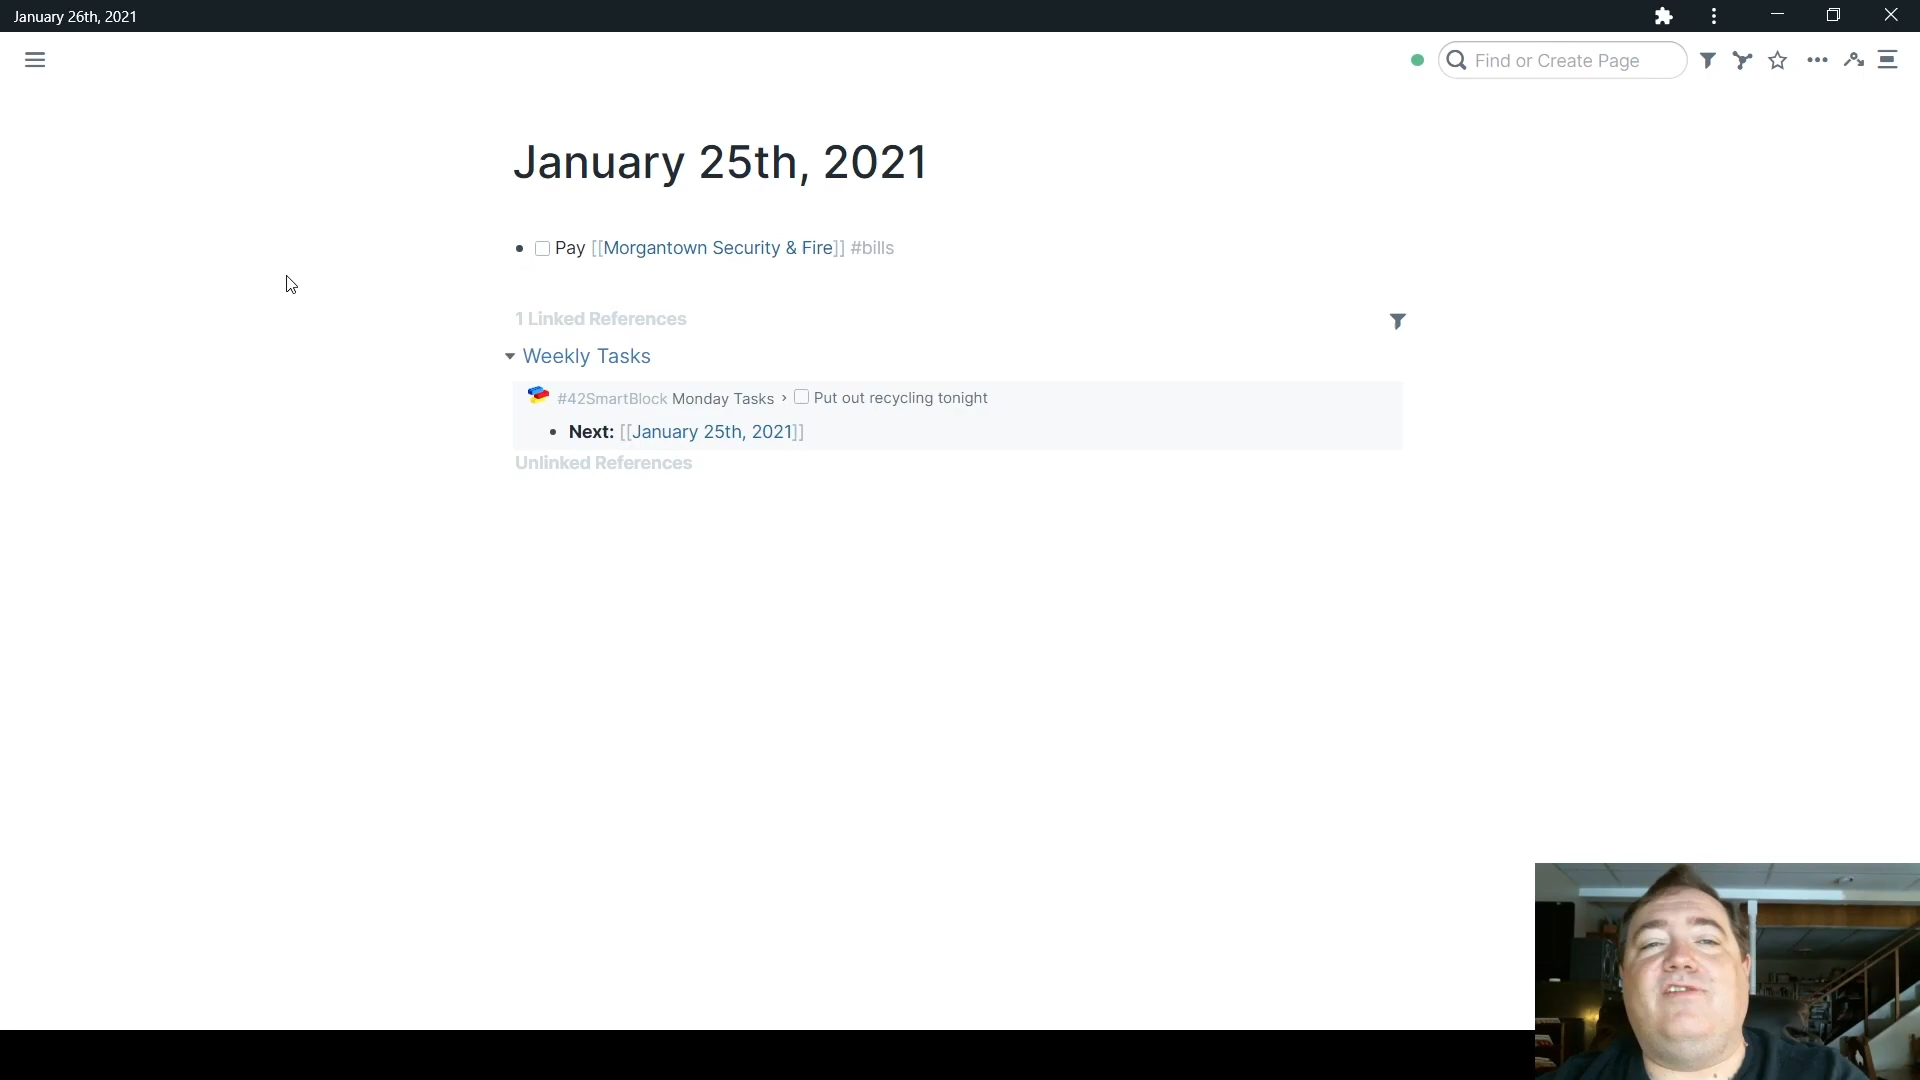 January 26th, 2021
Find or Create Page
January 25th, 2021
Pay [[Morgantown Security & Fire]] #bills
1 Linked References
Weekly Tasks
#42SmartBlock Monday Tasks › Put out recycling tonight
Next: [[January 25th, 2021]]
Unlinked References